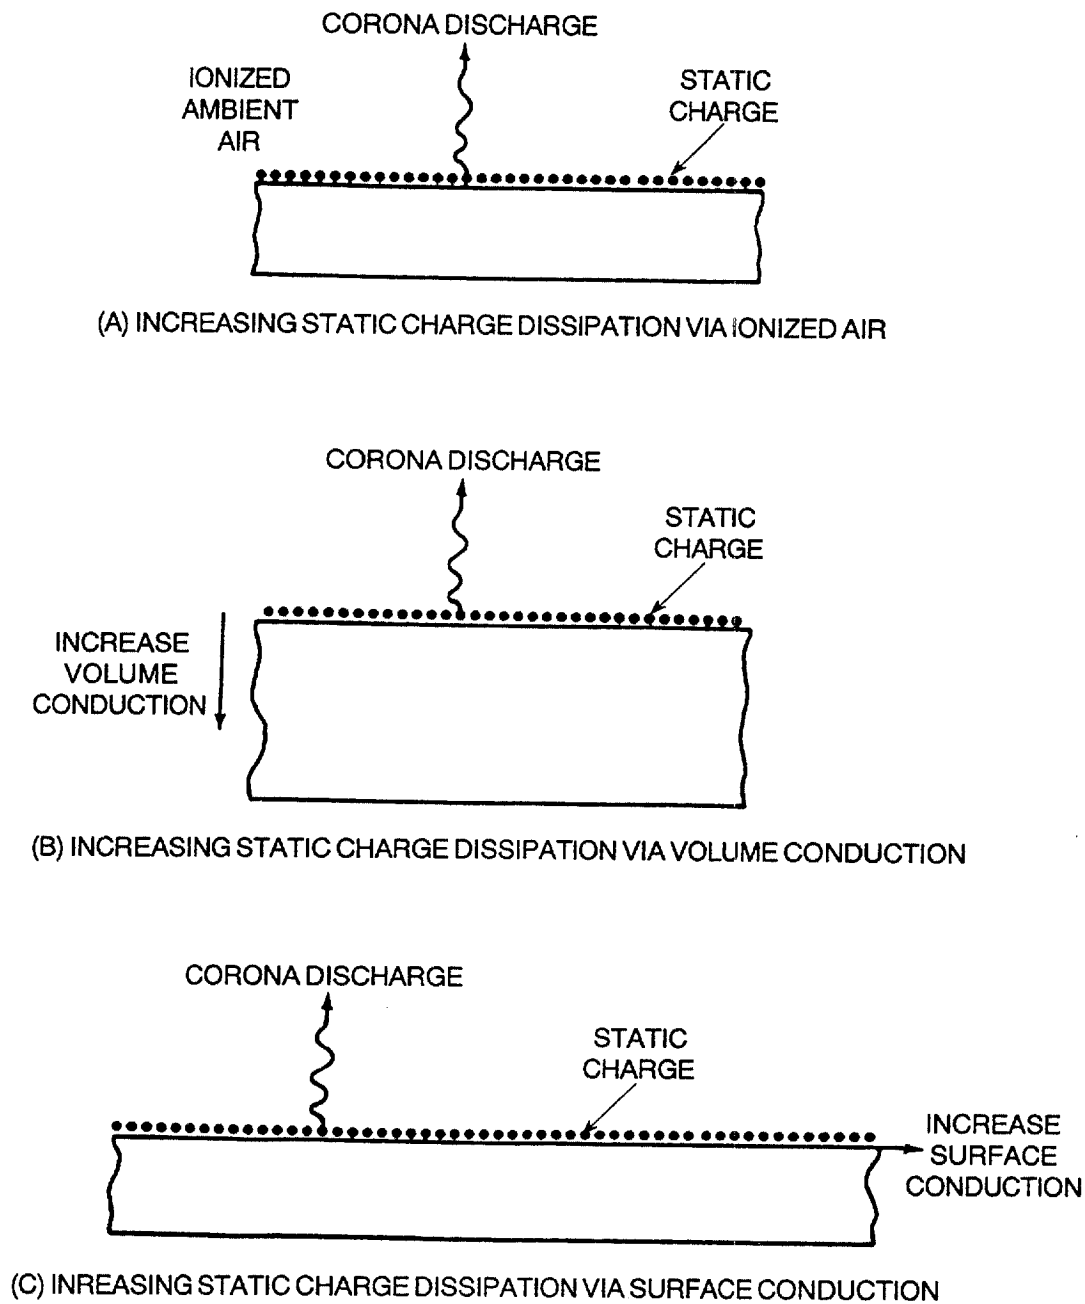 CORONA DISCHARGE
IONIZED
AMBIENT
AIR
STATIC
CHARGE
(A) INCREASING STATIC CHARGE DISSIPATION VIA IONIZED AIR
CORONA DISCHARGE
STATIC
CHARGE
INCREASE
VOLUME
CONDUCTION
(B) INCREASING STATIC CHARGE DISSIPATION VIA VOLUME CONDUCTION
CORONA DISCHARGE
STATIC
CHARGE
INCREASE
SURFACE
CONDUCTION
(C) INREASING STATIC CHARGE DISSIPATION VIA SURFACE CONDUCTION